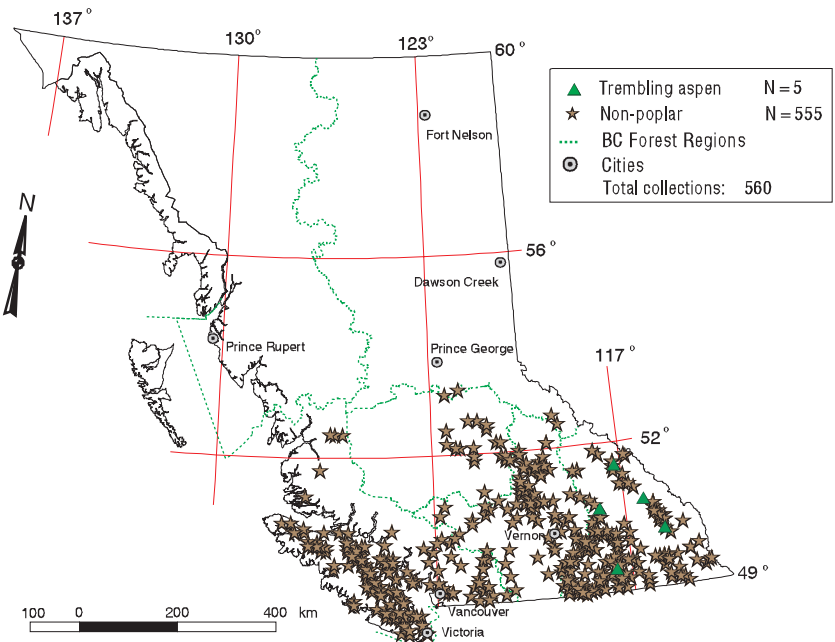 137 °
130°
123°
60 °
Trembling aspen N = 5
Non-poplar N = 555
BC Forest Regions
Cities
Total collections: 560
Fort Nelson
N
56 °
Dawson Creek
Prince Rupert
Prince George
117 °
52 °
Vernon
49 °
Vancouver
Victoria
100 0 200 400 km